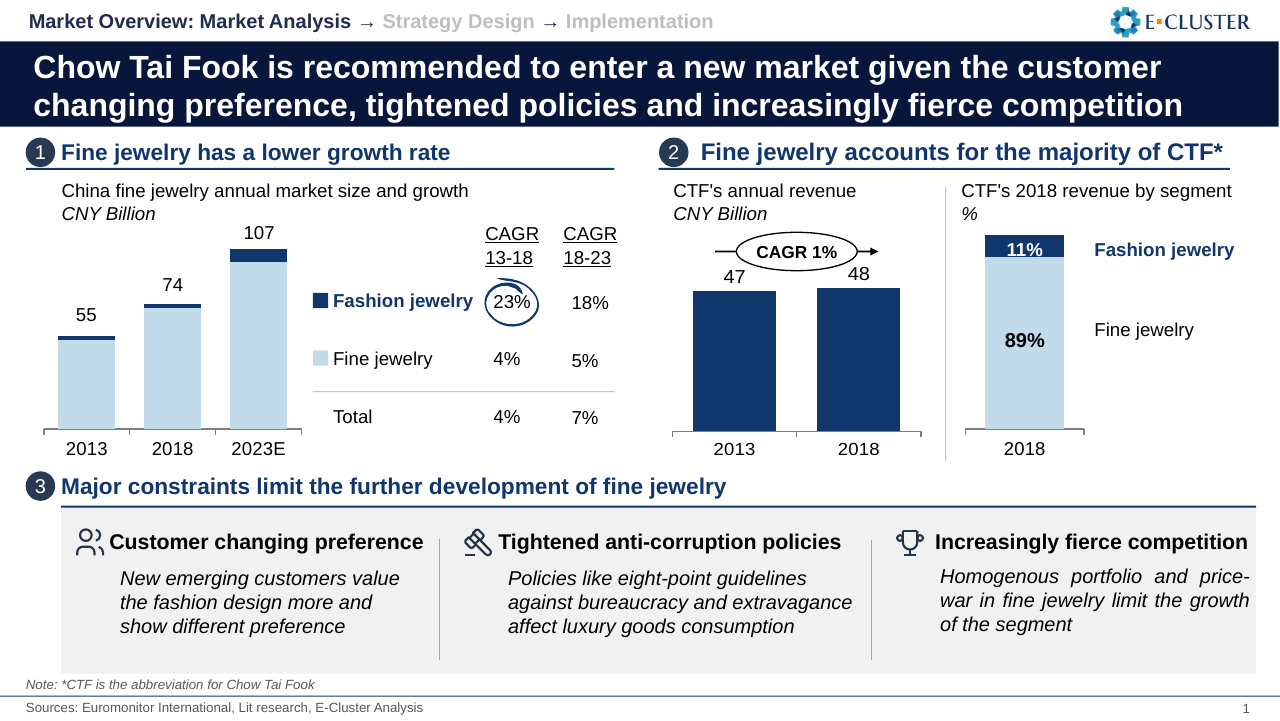 Market Overview: Market Analysis → Strategy Design → Implementation
E·CLUSTER
Chow Tai Fook is recommended to enter a new market given the customer
changing preference, tightened policies and increasingly fierce competition
1 Fine jewelry has a lower growth rate
China fine jewelry annual market size and growth
CNY Billion
55
74
107
2013
2018
2023E
CAGR CAGR
13-18 18-23
Fashion jewelry 23% 18%
Fine jewelry 4% 5%
Total 4% 7%
2 Fine jewelry accounts for the majority of CTF*
CTF's annual revenue
CNY Billion
CAGR 1%
47
48
2013
2018
CTF's 2018 revenue by segment
%
11% Fashion jewelry
89% Fine jewelry
2018
3 Major constraints limit the further development of fine jewelry
Customer changing preference
New emerging customers value
the fashion design more and
show different preference
Tightened anti-corruption policies
Policies like eight-point guidelines
against bureaucracy and extravagance
affect luxury goods consumption
Increasingly fierce competition
Homogenous portfolio and price-
war in fine jewelry limit the growth
of the segment
Note: *CTF is the abbreviation for Chow Tai Fook
Sources: Euromonitor International, Lit research, E-Cluster Analysis
1